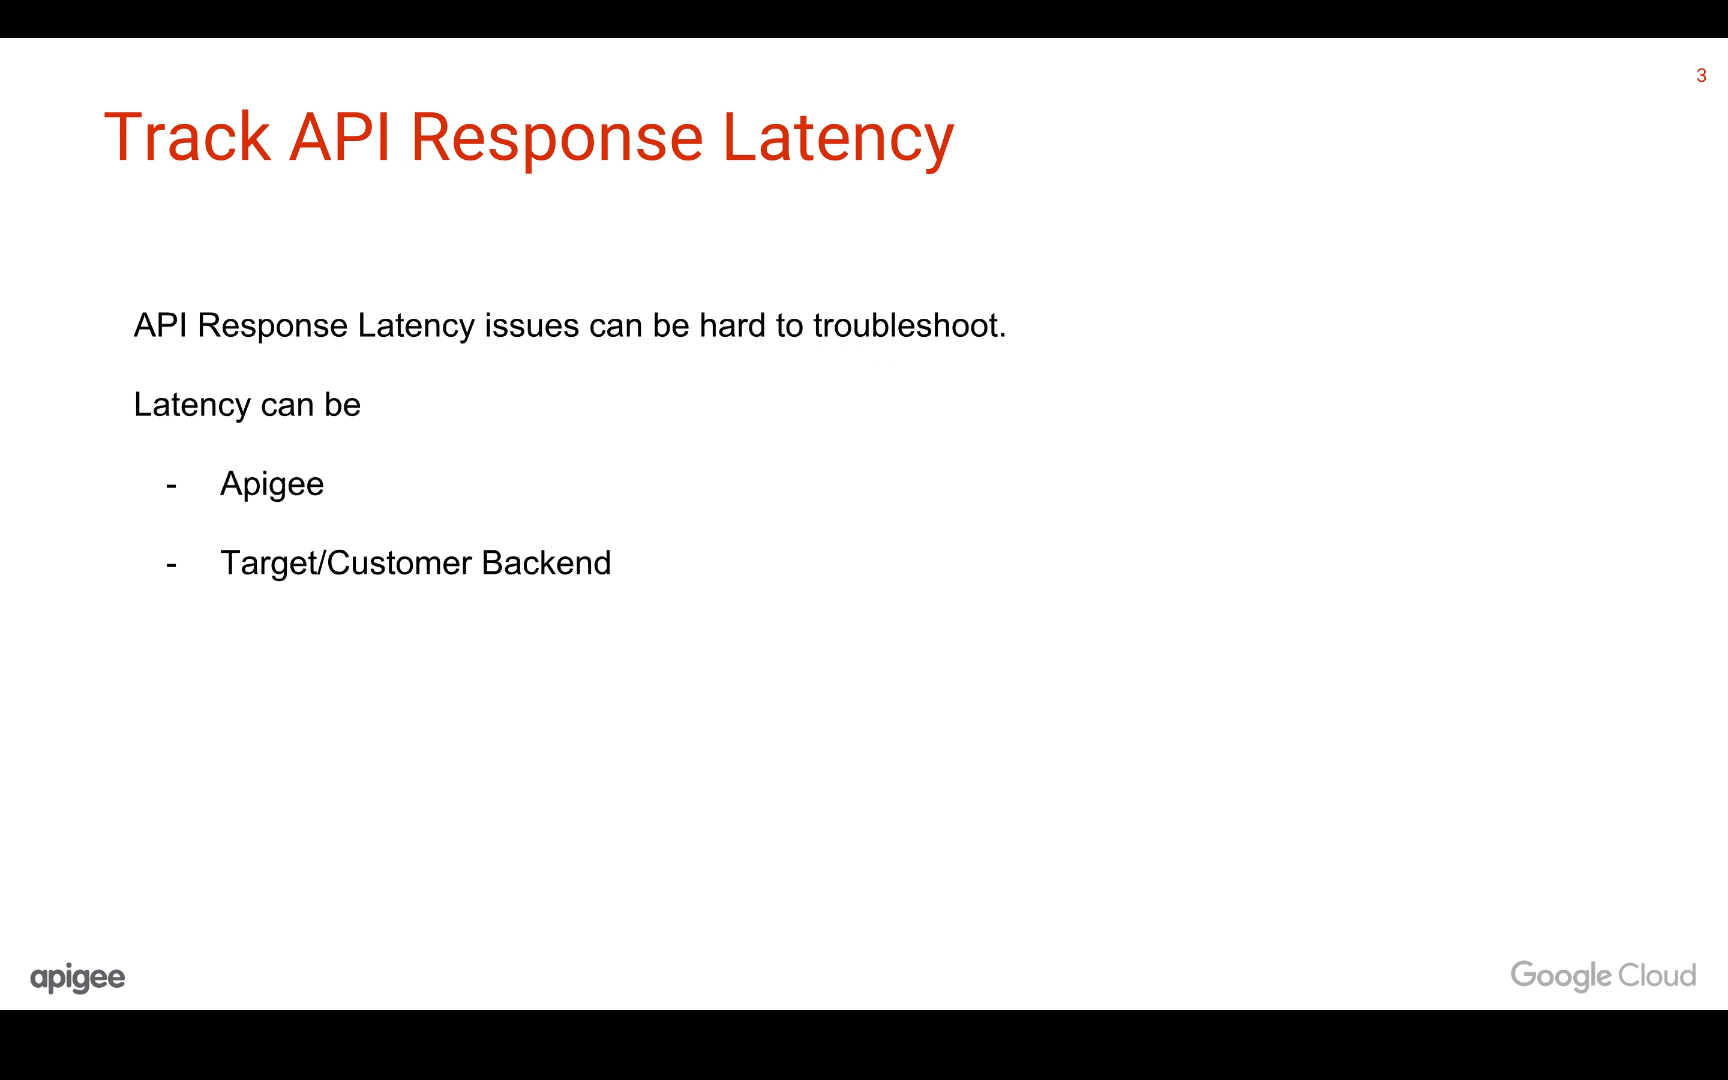 3
Track API Response Latency
API Response Latency issues can be hard to troubleshoot.
Latency can be
- Apigee
- Target/Customer Backend
apigee
Google Cloud